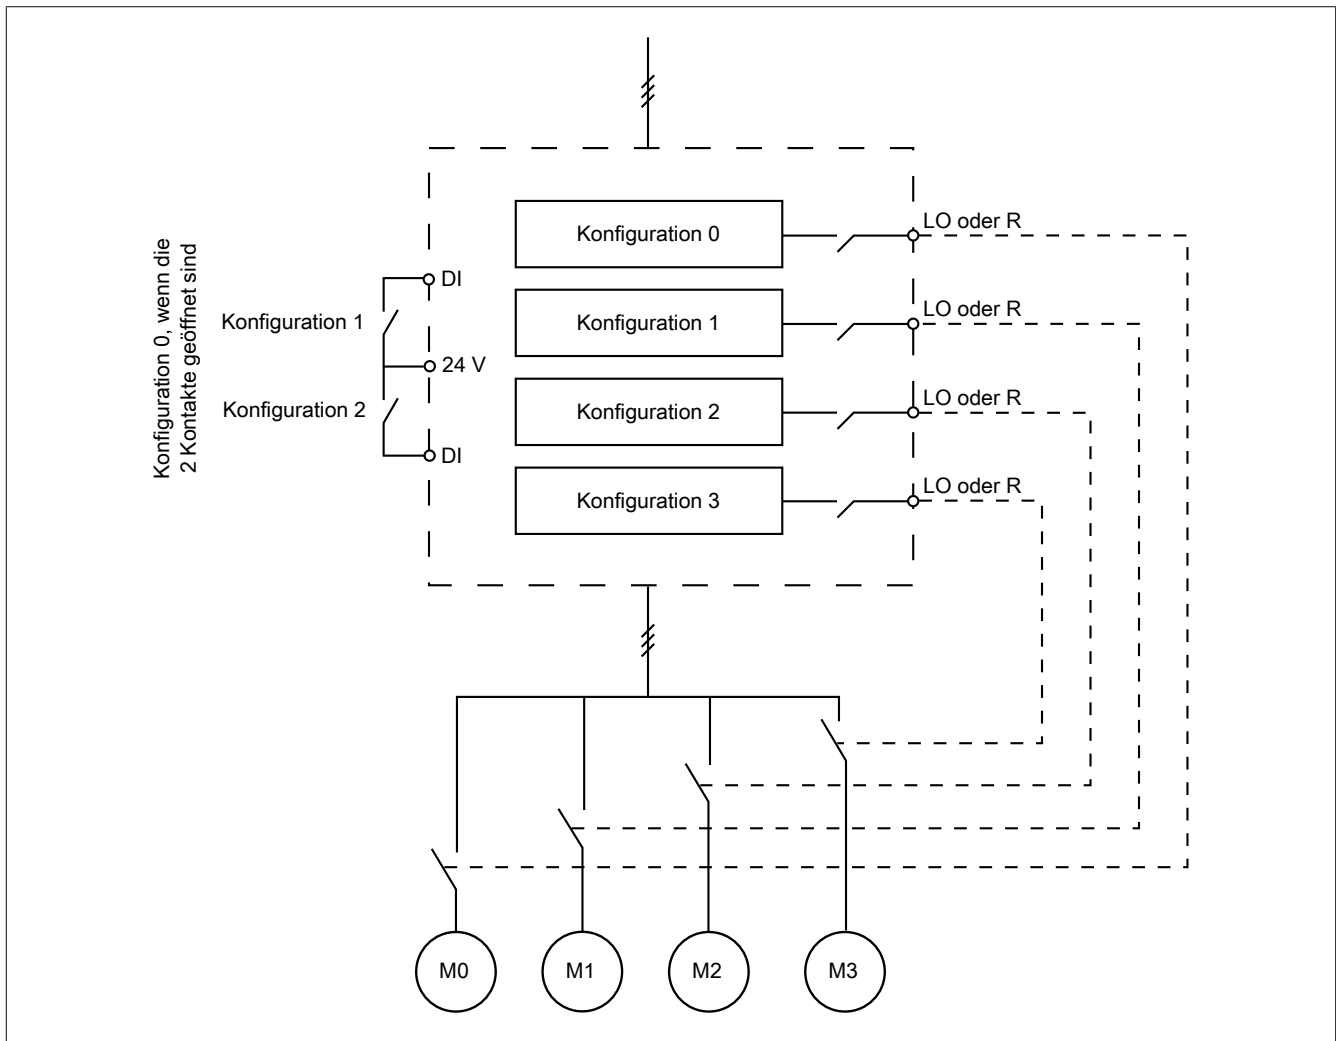 Konfiguration 0, wenn die
2 Kontakte geöffnet sind
Konfiguration 1
Konfiguration 2
DI
24 V
DI
Konfiguration 0
LO oder R
Konfiguration 1
LO oder R
Konfiguration 2
LO oder R
Konfiguration 3
LO oder R
M0
M1
M2
M3